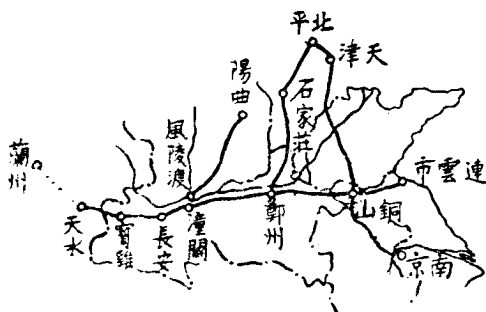 北平
天津
陽曲
石家莊
風陵渡
蘭州
連雲市
銅山
鄭州
潼關
長安
寶雞
天水
南京